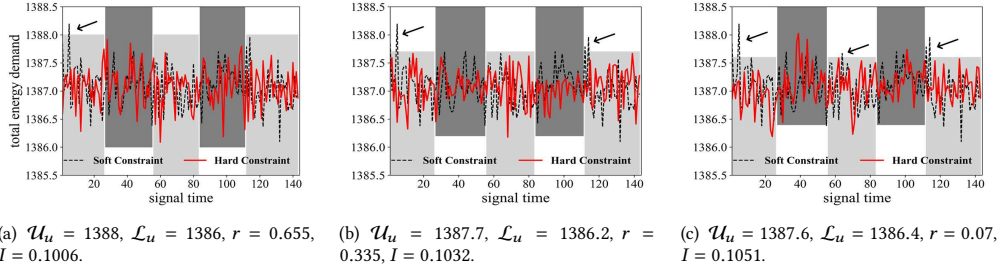 1388.5
1388.0
1387.5
1387.0
1386.5
1386.0
1385.5
total energy demand
Soft Constraint Hard Constraint
20 40 60 80 100 120 140
signal time
1388.5
1388.0
1387.5
1387.0
1386.5
1386.0
1385.5
Soft Constraint Hard Constraint
20 40 60 80 100 120 140
signal time
1388.5
1388.0
1387.5
1387.0
1386.5
1386.0
1385.5
Soft Constraint Hard Constraint
20 40 60 80 100 120 140
signal time
a) 𝒰u = 1388, ℒu = 1386, r = 0.655,
I = 0.1006.
(b) 𝒰u = 1387.7, ℒu = 1386.2, r =
0.335, I = 0.1032.
(c) 𝒰u = 1387.6, ℒu = 1386.4, r = 0.07,
I = 0.1051.